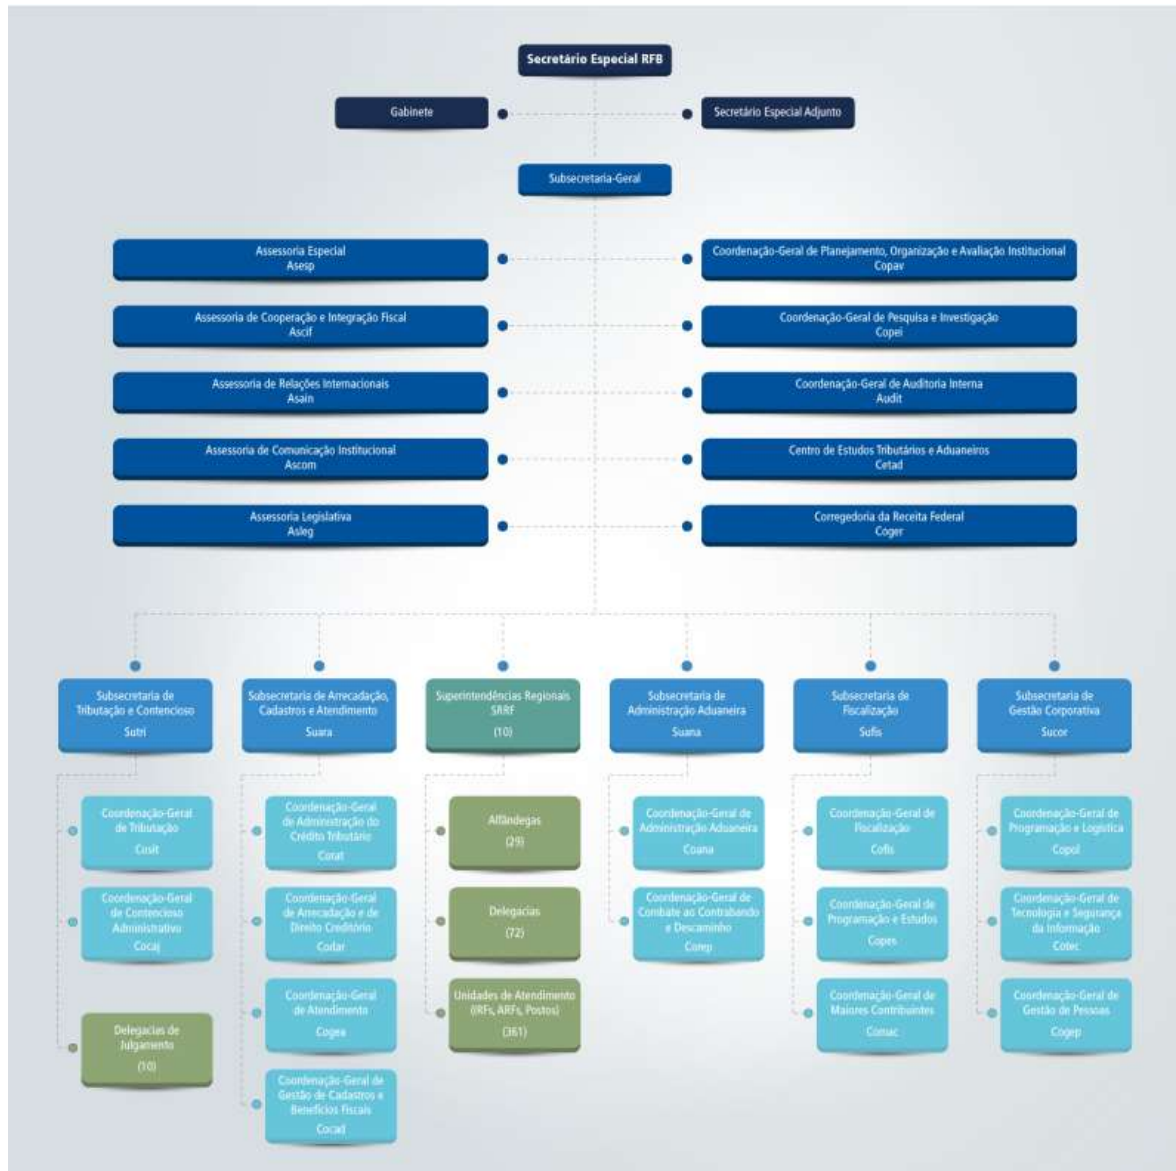 Secretário Especial RFB
Gabinete
Secretário Especial Adjunto
Subsecretaria-Geral
Assessoria Especial
Asesp
Coordenação-Geral de Planejamento, Organização e Avaliação Institucional
Copav
Assessoria de Cooperação e Integração Fiscal
Ascif
Coordenação-Geral de Pesquisa e Investigação
Copei
Assessoria de Relações Internacionais
Asain
Coordenação-Geral de Auditoria Interna
Audit
Assessoria de Comunicação Institucional
Ascom
Centro de Estudos Tributários e Aduaneiros
Cetad
Assessoria Legislativa
Asleg
Corregedoria da Receita Federal
Coger
Subsecretaria de
Tributação e Contencioso
Sutri
Subsecretaria de Arrecadação,
Cadastros e Atendimento
Suara
Superintendências Regionais
SRRF
(10)
Subsecretaria de
Administração Aduaneira
Suana
Subsecretaria de
Fiscalização
Sufis
Subsecretaria de
Gestão Corporativa
Sucor
Coordenação-Geral
de Tributação
Cosit
Coordenação-Geral
de Administração do
Crédito Tributário
Corat
Alfândegas
(29)
Coordenação-Geral de
Administração Aduaneira
Coana
Coordenação-Geral de
Fiscalização
Cofis
Coordenação-Geral de
Programação e Logística
Copol
Coordenação-Geral
de Contencioso
Administrativo
Cocaj
Coordenação-Geral
de Arrecadação e de
Direito Creditório
Codar
Delegacias
(72)
Coordenação-Geral de
Combate ao Contrabando
e Descaminho
Corep
Coordenação-Geral de
Programação e Estudos
Copes
Coordenação-Geral de
Tecnologia e Segurança
da Informação
Cotec
Delegacias de
Julgamento
(10)
Coordenação-Geral
de Atendimento
Cogea
Unidades de Atendimento
(IRFs, ARFs, Postos)
(361)
Coordenação-Geral de
Maiores Contribuintes
Comac
Coordenação-Geral de
Gestão de Pessoas
Cogep
Coordenação-Geral de
Gestão de Cadastros e
Benefícios Fiscais
Cocad